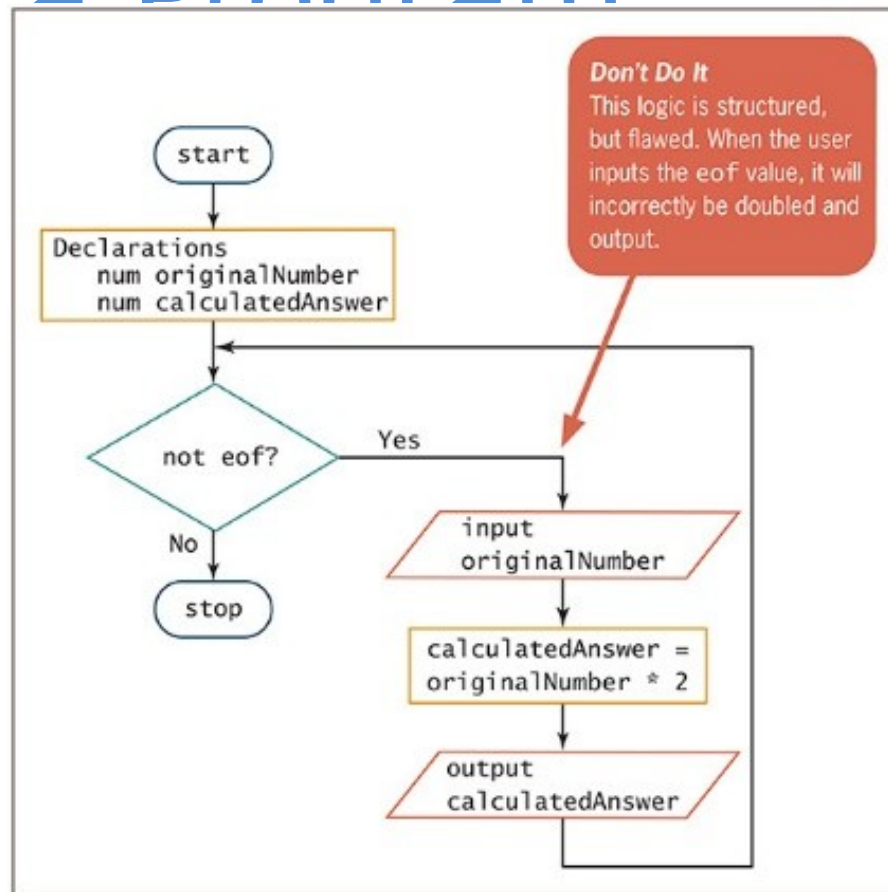 Don't Do It
This logic is structured,
but flawed. When the user
inputs the eof value, it will
incorrectly be doubled and
output.
start
Declarations
num originalNumber
num calculatedAnswer
not eof?
Yes
No
stop
input
originalNumber
calculatedAnswer =
originalNumber * 2
output
calculatedAnswer